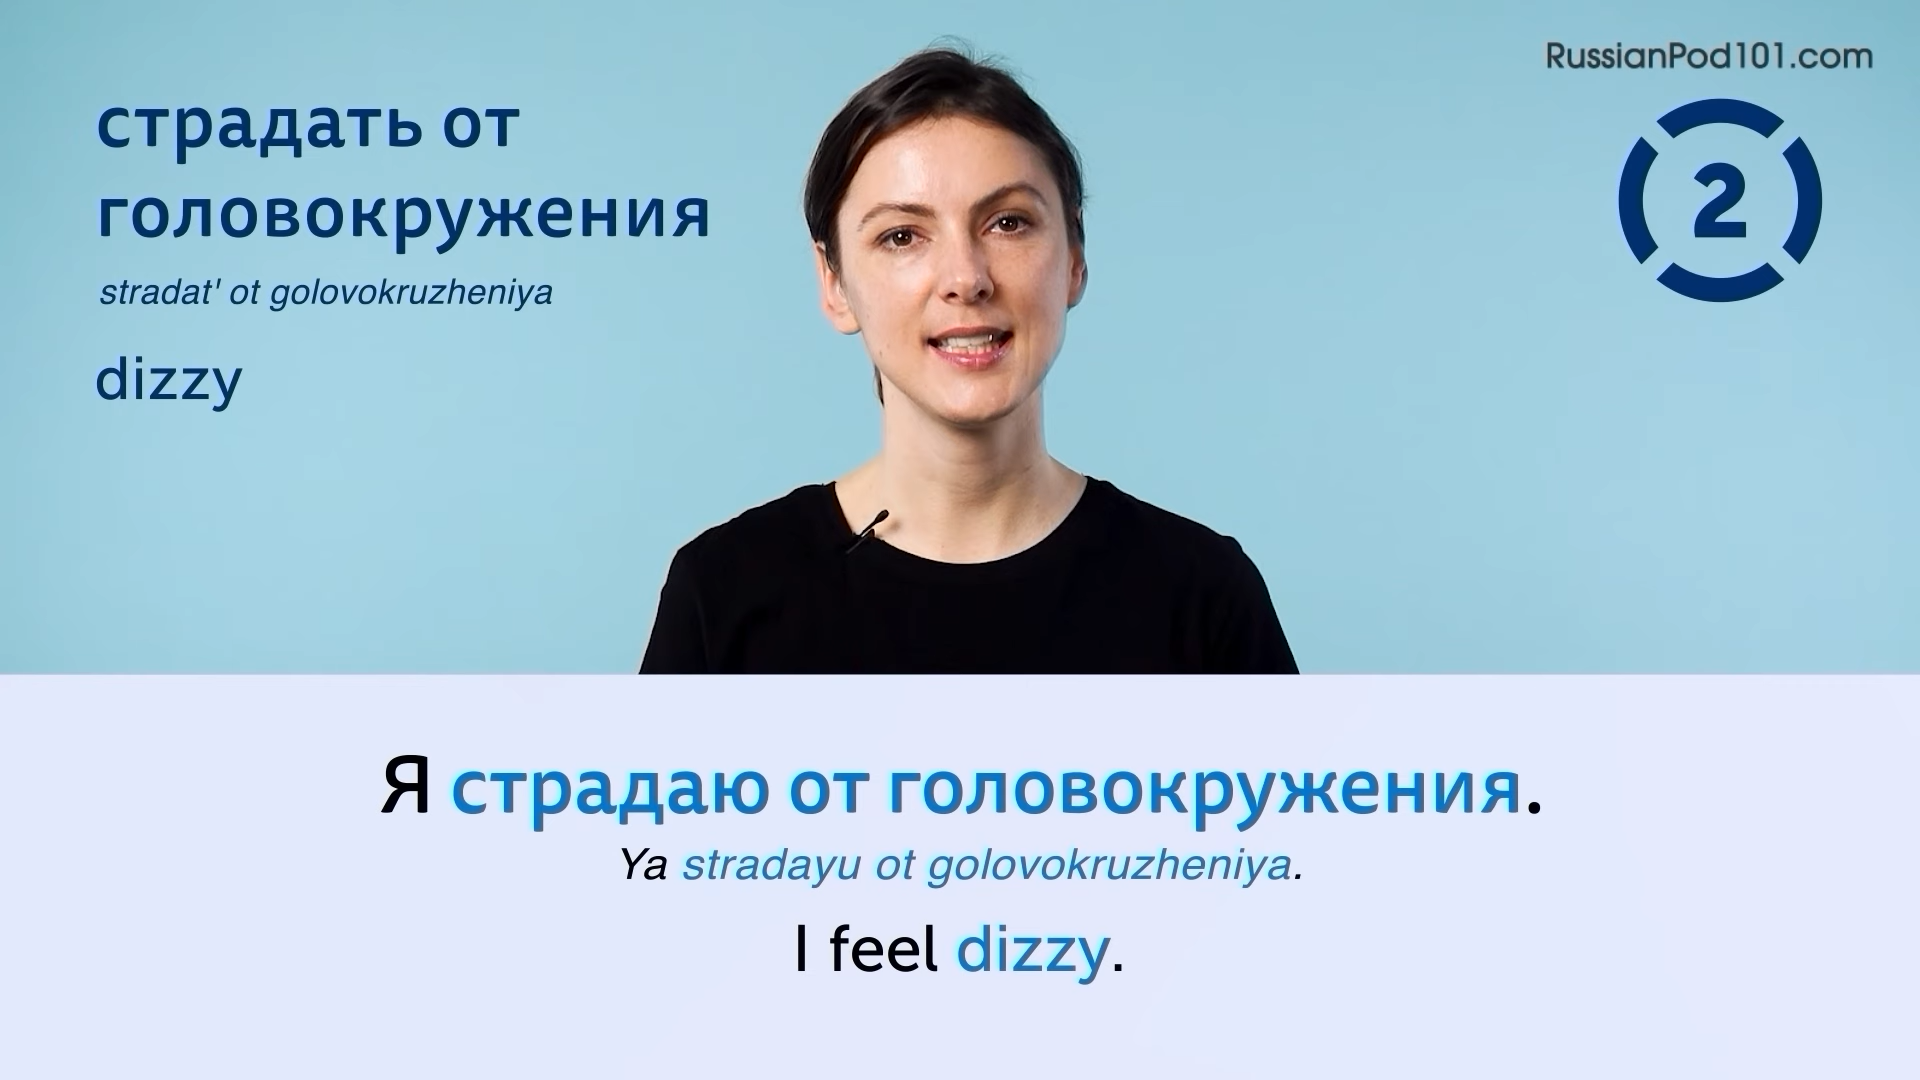 RussianPod101.com
страдать от
головокружения
stradat' ot golovokruzheniya
dizzy
2
Я страдаю от головокружения.
Ya stradayu ot golovokruzheniya.
I feel dizzy.